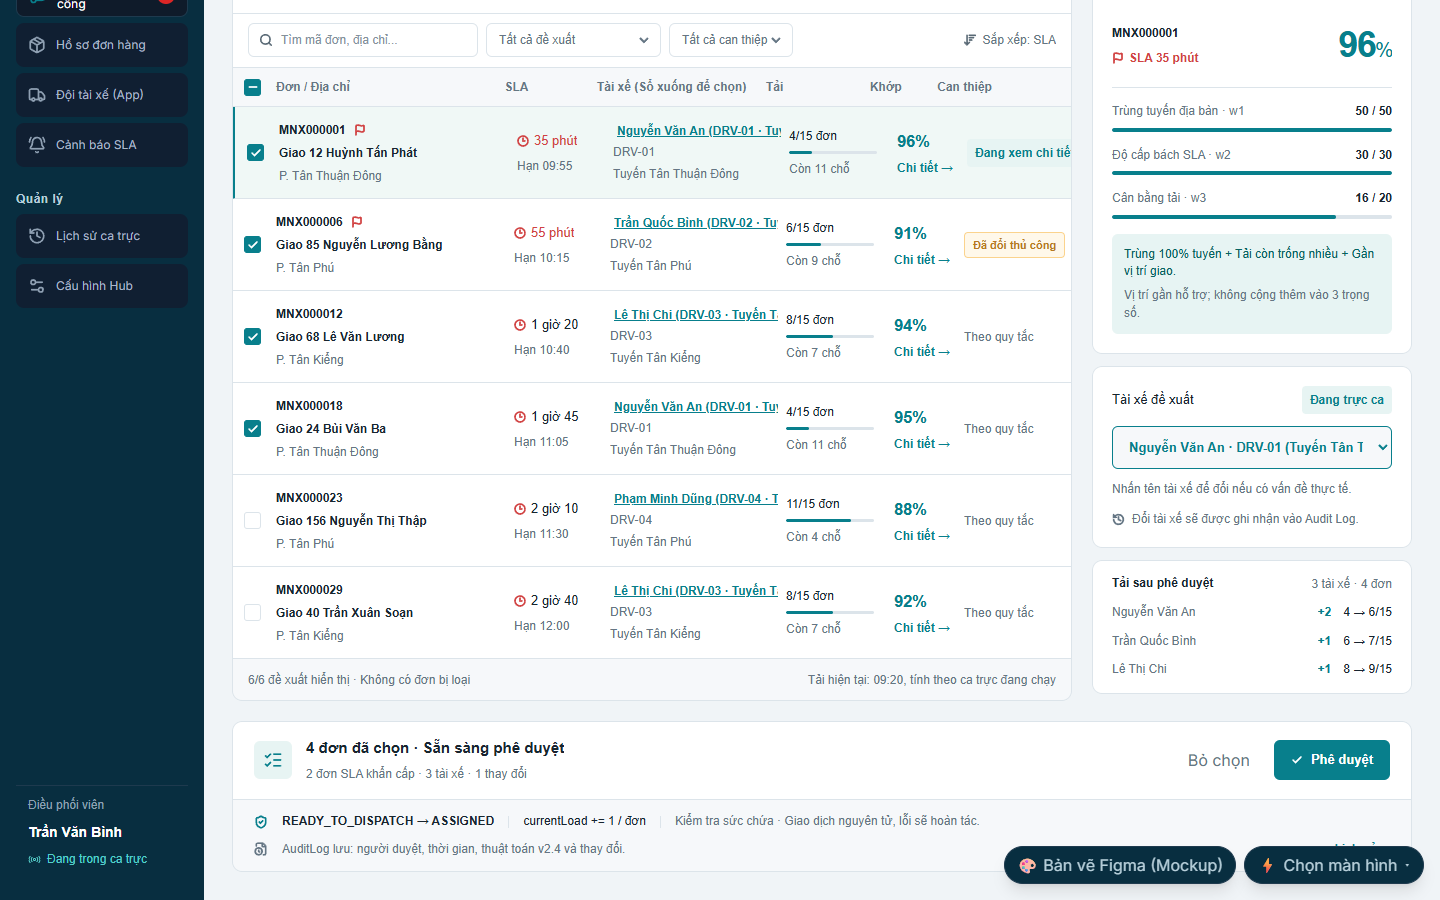 công
Hồ sơ đơn hàng
Đội tài xế (App)
Cảnh báo SLA
Quản lý
Lịch sử ca trực
Cấu hình Hub
Điều phối viên
Trần Văn Bình
Đang trong ca trực
Tìm mã đơn, địa chỉ...
Tất cả đề xuất
Tất cả can thiệp
Sắp xếp: SLA
Đơn / Địa chỉ
SLA
Tài xế (Sổ xuống để chọn)
Tải
Khớp
Can thiệp
MNX000001
Giao 12 Huỳnh Tấn Phát
P. Tân Thuận Đông
35 phút
Hạn 09:55
Nguyễn Văn An (DRV-01 · Tuy
DRV-01
Tuyến Tân Thuận Đông
4/15 đơn
Còn 11 chỗ
96%
Chi tiết →
Đang xem chi tiế
MNX000006
Giao 85 Nguyễn Lương Bằng
P. Tân Phú
55 phút
Hạn 10:15
Trần Quốc Bình (DRV-02 · Tu
DRV-02
Tuyến Tân Phú
6/15 đơn
Còn 9 chỗ
91%
Chi tiết →
Đã đổi thủ công
MNX000012
Giao 68 Lê Văn Lương
P. Tân Kiểng
1 giờ 20
Hạn 10:40
Lê Thị Chi (DRV-03 · Tuyến T
DRV-03
Tuyến Tân Kiểng
8/15 đơn
Còn 7 chỗ
94%
Chi tiết →
Theo quy tắc
MNX000018
Giao 24 Bùi Văn Ba
P. Tân Thuận Đông
1 giờ 45
Hạn 11:05
Nguyễn Văn An (DRV-01 · Tuy
DRV-01
Tuyến Tân Thuận Đông
4/15 đơn
Còn 11 chỗ
95%
Chi tiết →
Theo quy tắc
MNX000023
Giao 156 Nguyễn Thị Thập
P. Tân Phú
2 giờ 10
Hạn 11:30
Phạm Minh Dũng (DRV-04 · T
DRV-04
Tuyến Tân Phú
11/15 đơn
Còn 4 chỗ
88%
Chi tiết →
Theo quy tắc
MNX000029
Giao 40 Trần Xuân Soạn
P. Tân Kiểng
2 giờ 40
Hạn 12:00
Lê Thị Chi (DRV-03 · Tuyến T
DRV-03
Tuyến Tân Kiểng
8/15 đơn
Còn 7 chỗ
92%
Chi tiết →
Theo quy tắc
6/6 đề xuất hiển thị · Không có đơn bị loại
Tải hiện tại: 09:20, tính theo ca trực đang chạy
MNX000001
SLA 35 phút
96%
Trùng tuyến địa bàn · w1
50 / 50
Độ cấp bách SLA · w2
30 / 30
Cân bằng tải · w3
16 / 20
Trùng 100% tuyến + Tải còn trống nhiều + Gần
vị trí giao.
Vị trí gần hỗ trợ; không cộng thêm vào 3 trọng
số.
Tài xế đề xuất
Đang trực ca
Nguyễn Văn An · DRV-01 (Tuyến Tân T
Nhấn tên tài xế để đổi nếu có vấn đề thực tế.
Đổi tài xế sẽ được ghi nhận vào Audit Log.
Tải sau phê duyệt
3 tài xế · 4 đơn
Nguyễn Văn An
+2 4 → 6/15
Trần Quốc Bình
+1 6 → 7/15
Lê Thị Chi
+1 8 → 9/15
4 đơn đã chọn · Sẵn sàng phê duyệt
2 đơn SLA khẩn cấp · 3 tài xế · 1 thay đổi
Bỏ chọn
Phê duyệt
READY_TO_DISPATCH → ASSIGNED
currentLoad += 1 / đơn
Kiểm tra sức chứa · Giao dịch nguyên tử, lỗi sẽ hoàn tác.
AuditLog lưu: người duyệt, thời gian, thuật toán v2.4 và thay đổi.
Bản vẽ Figma (Mockup)
Chọn màn hình